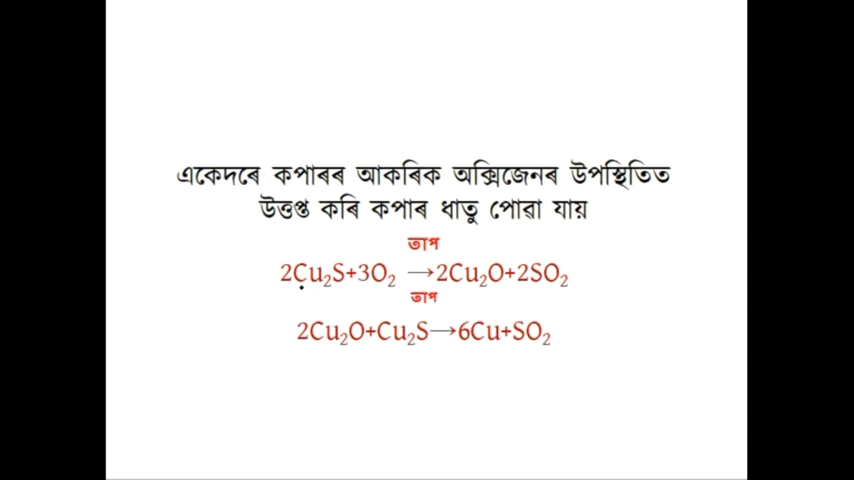 একেদৰে কপাৰৰ আকৰিক অক্সিজেনৰ উপস্থিতিত
উত্তপ্ত কৰি কপাৰ ধাতু পোৱা যায়
তাপ
2Cu₂S+3O₂ →2Cu₂O+2SO₂
তাপ
2Cu₂O+Cu₂S→6Cu+SO₂